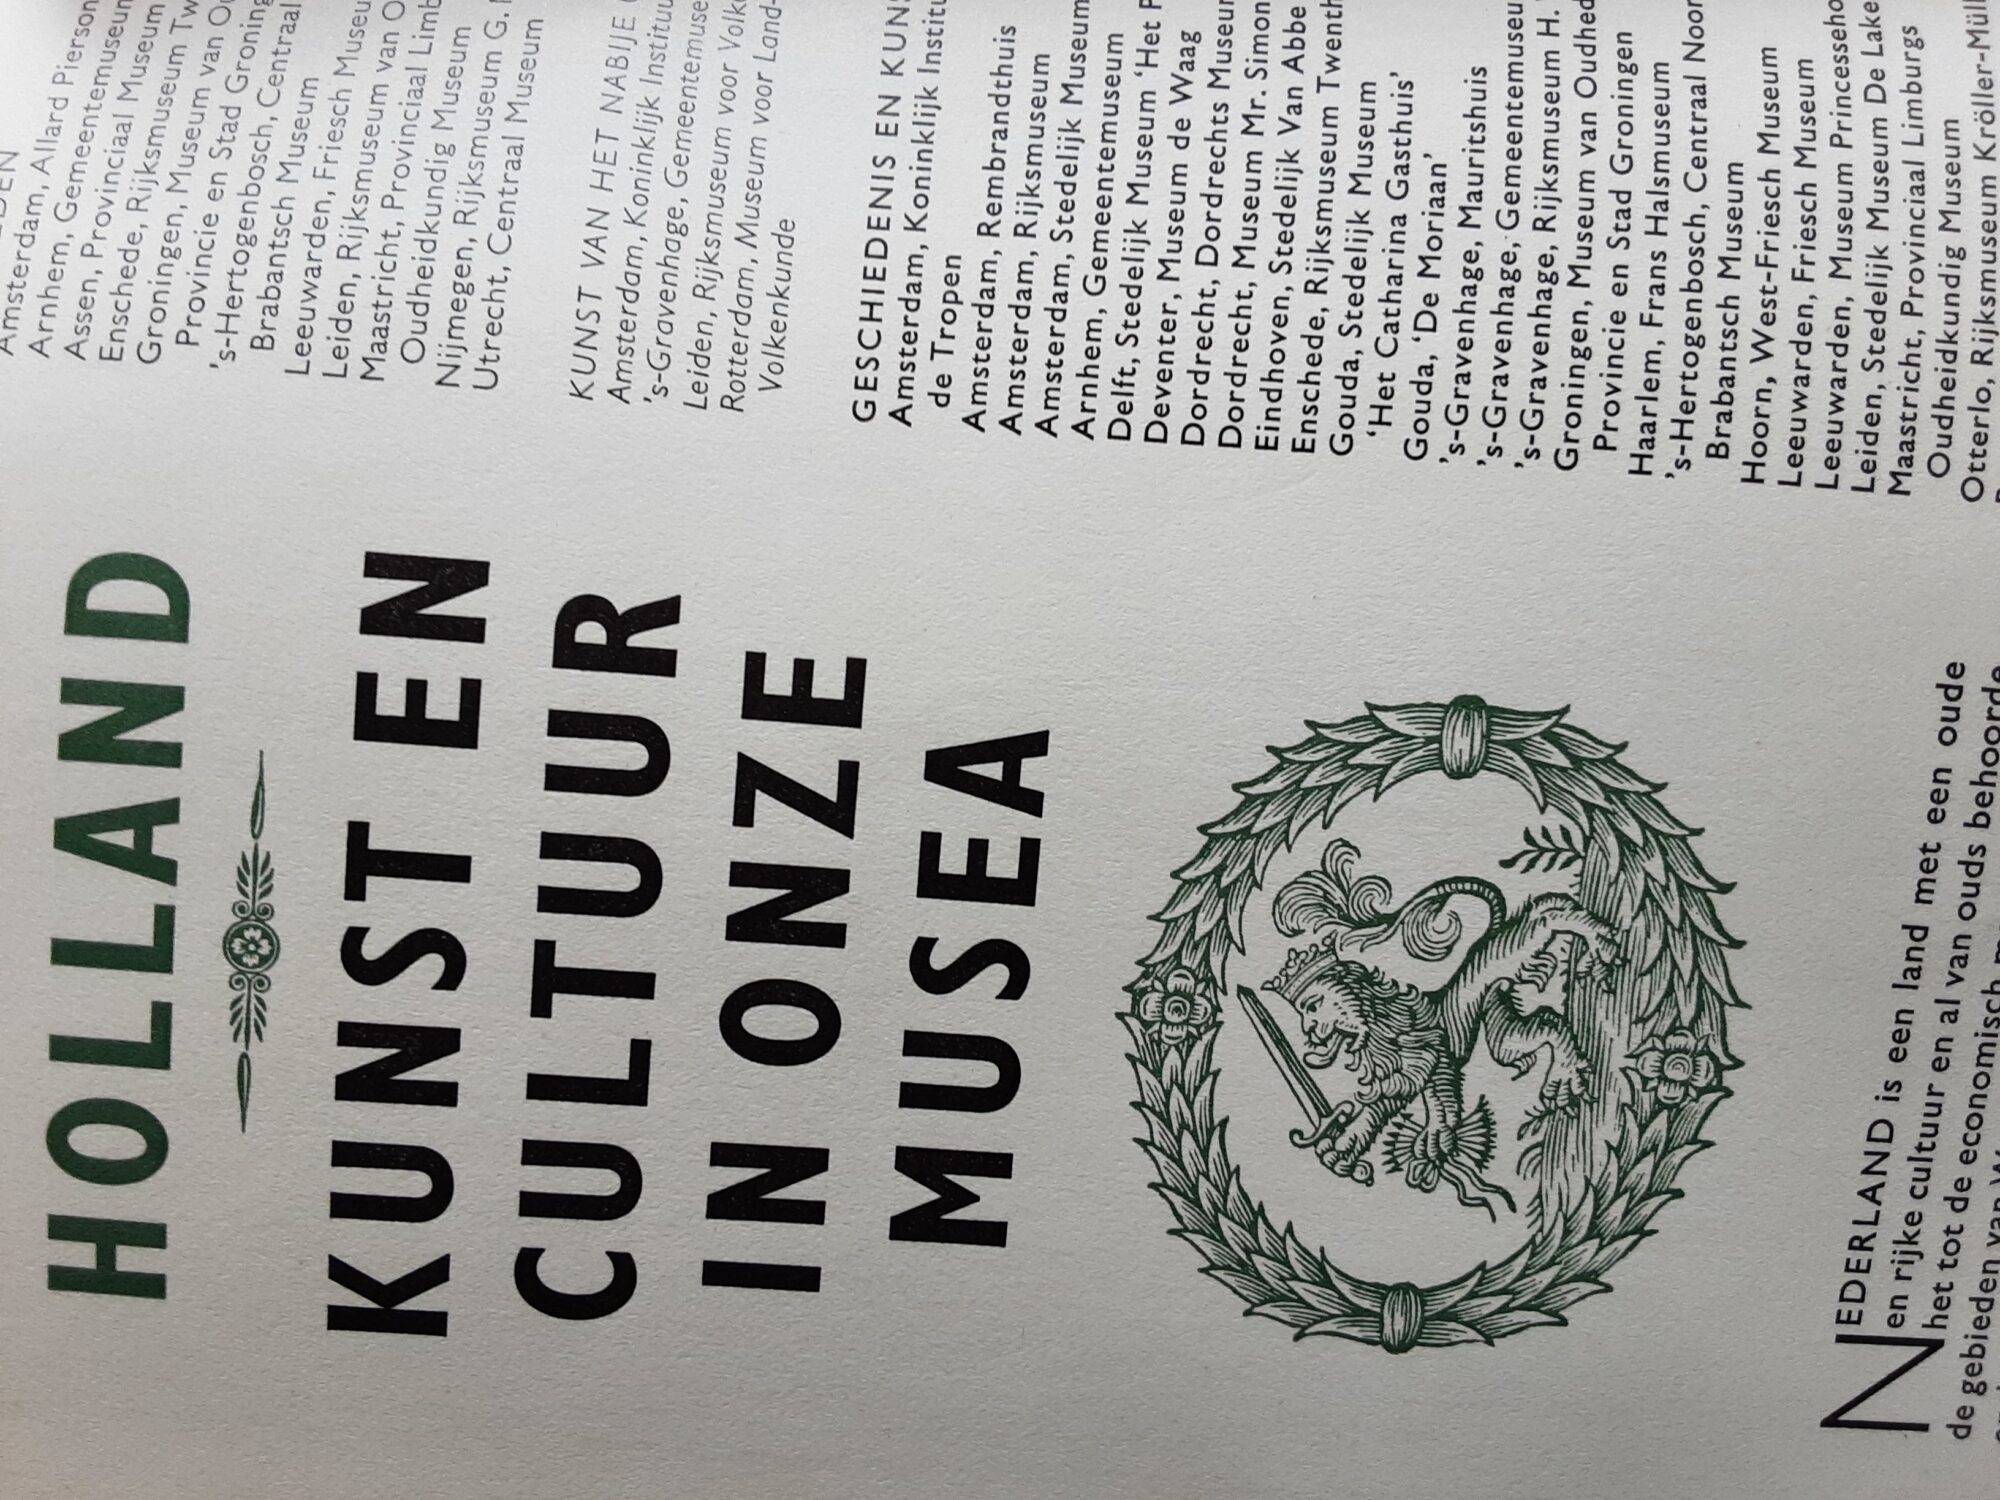 HOLLAND
KUNST EN
CULTUUR
IN ONZE
MUSEA
NEDERLAND is een land met een oude
en rijke cultuur en al van ouds behoorde
het tot de economisch
de gebieden van
Amsterdam, Allard Pierson
Arnhem, Gemeentemuseum
Assen, Provinciaal Museum
Enschede, Rijksmuseum Tw
Groningen, Museum van Ou
Provincie en Stad Groning
's-Hertogenbosch, Centraal
Brabantsch Museum
Leeuwarden, Friesch Museu
Leiden, Rijksmuseum van O
Maastricht, Provinciaal Limb
Oudheidkundig Museum
Nijmegen, Rijksmuseum G.
Utrecht, Centraal Museum
KUNST VAN HET NABIJE
Amsterdam, Koninklijk Instituu
's-Gravenhage, Gemeentemuse
Leiden, Rijksmuseum voor Volk
Rotterdam, Museum voor Land-
Volkenkunde
GESCHIEDENIS EN KUNS
Amsterdam, Koninklijk Institu
de Tropen
Amsterdam, Rembrandthuis
Amsterdam, Rijksmuseum
Amsterdam, Stedelijk Museum
Arnhem, Gemeentemuseum
Delft, Stedelijk Museum 'Het P
Deventer, Museum de Waag
Dordrecht, Dordrechts Museum
Dordrecht, Museum Mr. Simon
Eindhoven, Stedelijk Van Abbe
Enschede, Rijksmuseum Twenth
Gouda, Stedelijk Museum
'Het Catharina Gasthuis'
Gouda, 'De Moriaan'
's-Gravenhage, Mauritshuis
's-Gravenhage, Gemeentemuseu
's-Gravenhage, Rijksmuseum H.
Groningen, Museum van Oudhed
Provincie en Stad Groningen
Haarlem, Frans Halsmuseum
's-Hertogenbosch, Centraal Noor
Brabantsch Museum
Hoorn, West-Friesch Museum
Leeuwarden, Friesch Museum
Leeuwarden, Museum Princesseho
Leiden, Stedelijk Museum De Lake
Maastricht, Provinciaal Limburgs
Oudheidkundig Museum
Otterlo, Rijksmuseum Kröller-Müll